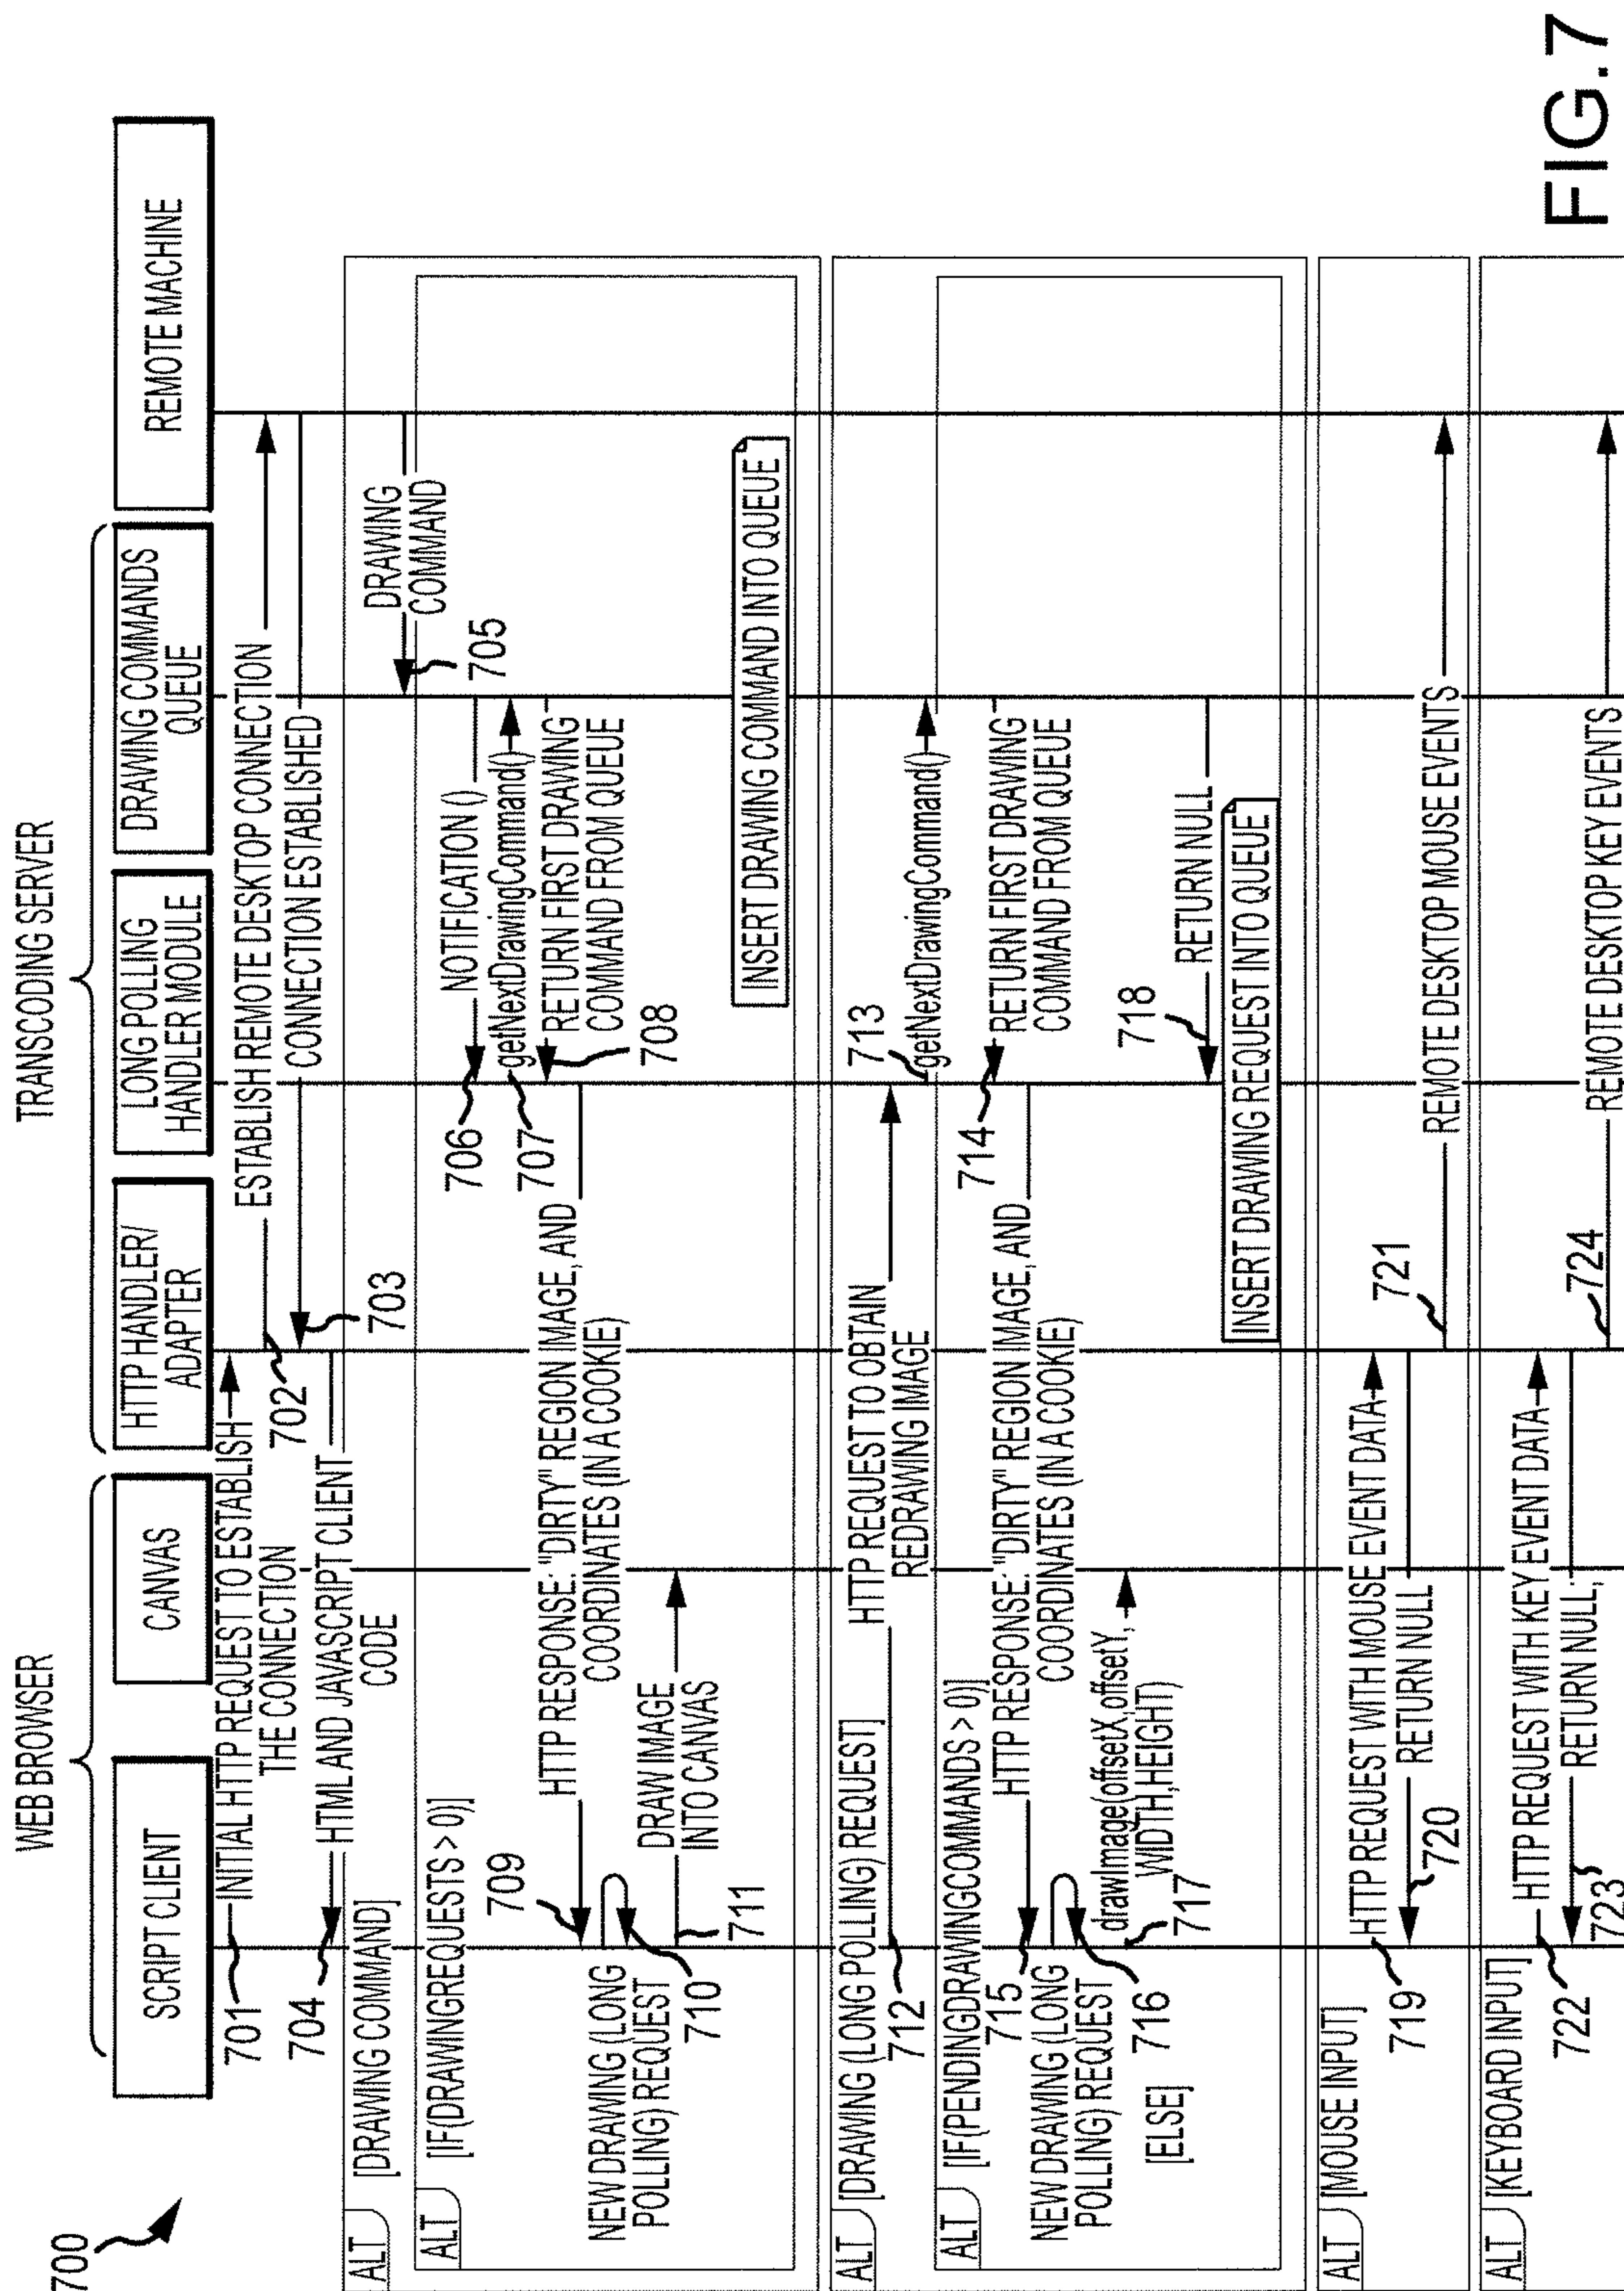 700
WEB BROWSER
TRANSCODING SERVER
SCRIPT CLIENT
CANVAS
HTTP HANDLER/
ADAPTER
LONG POLLING
HANDLER MODULE
DRAWING COMMANDS
QUEUE
REMOTE MACHINE
701
INITIAL HTTP REQUEST TO ESTABLISH
THE CONNECTION
702
ESTABLISH REMOTE DESKTOP CONNECTION
CONNECTION ESTABLISHED
703
704
HTML AND JAVASCRIPT CLIENT
CODE
ALT
[DRAWING COMMAND]
DRAWING
COMMAND
705
ALT
[IF(DRAWINGREQUESTS > 0)]
706
NOTIFICATION ()
707
getNextDrawingCommand()
RETURN FIRST DRAWING
COMMAND FROM QUEUE
708
709
HTTP RESPONSE: "DIRTY" REGION IMAGE, AND
COORDINATES (IN A COOKIE)
NEW DRAWING (LONG
POLLING) REQUEST
710
DRAW IMAGE
INTO CANVAS
711
INSERT DRAWING COMMAND INTO QUEUE
ALT
[DRAWING (LONG POLLING) REQUEST]
712
HTTP REQUEST TO OBTAIN
REDRAWING IMAGE
713
getNextDrawingCommand()
ALT
[IF(PENDINGDRAWINGCOMMANDS > 0)]
714
RETURN FIRST DRAWING
COMMAND FROM QUEUE
715
HTTP RESPONSE: "DIRTY" REGION IMAGE, AND
COORDINATES (IN A COOKIE)
NEW DRAWING (LONG
POLLING) REQUEST
716
drawImage(offsetX,offsetY,
WIDTH,HEIGHT)
717
[ELSE]
718
RETURN NULL
INSERT DRAWING REQUEST INTO QUEUE
ALT
[MOUSE INPUT]
719
HTTP REQUEST WITH MOUSE EVENT DATA
720
RETURN NULL
721
REMOTE DESKTOP MOUSE EVENTS
ALT
[KEYBOARD INPUT]
722
HTTP REQUEST WITH KEY EVENT DATA
723
RETURN NULL,
724
REMOTE DESKTOP KEY EVENTS
FIG.7